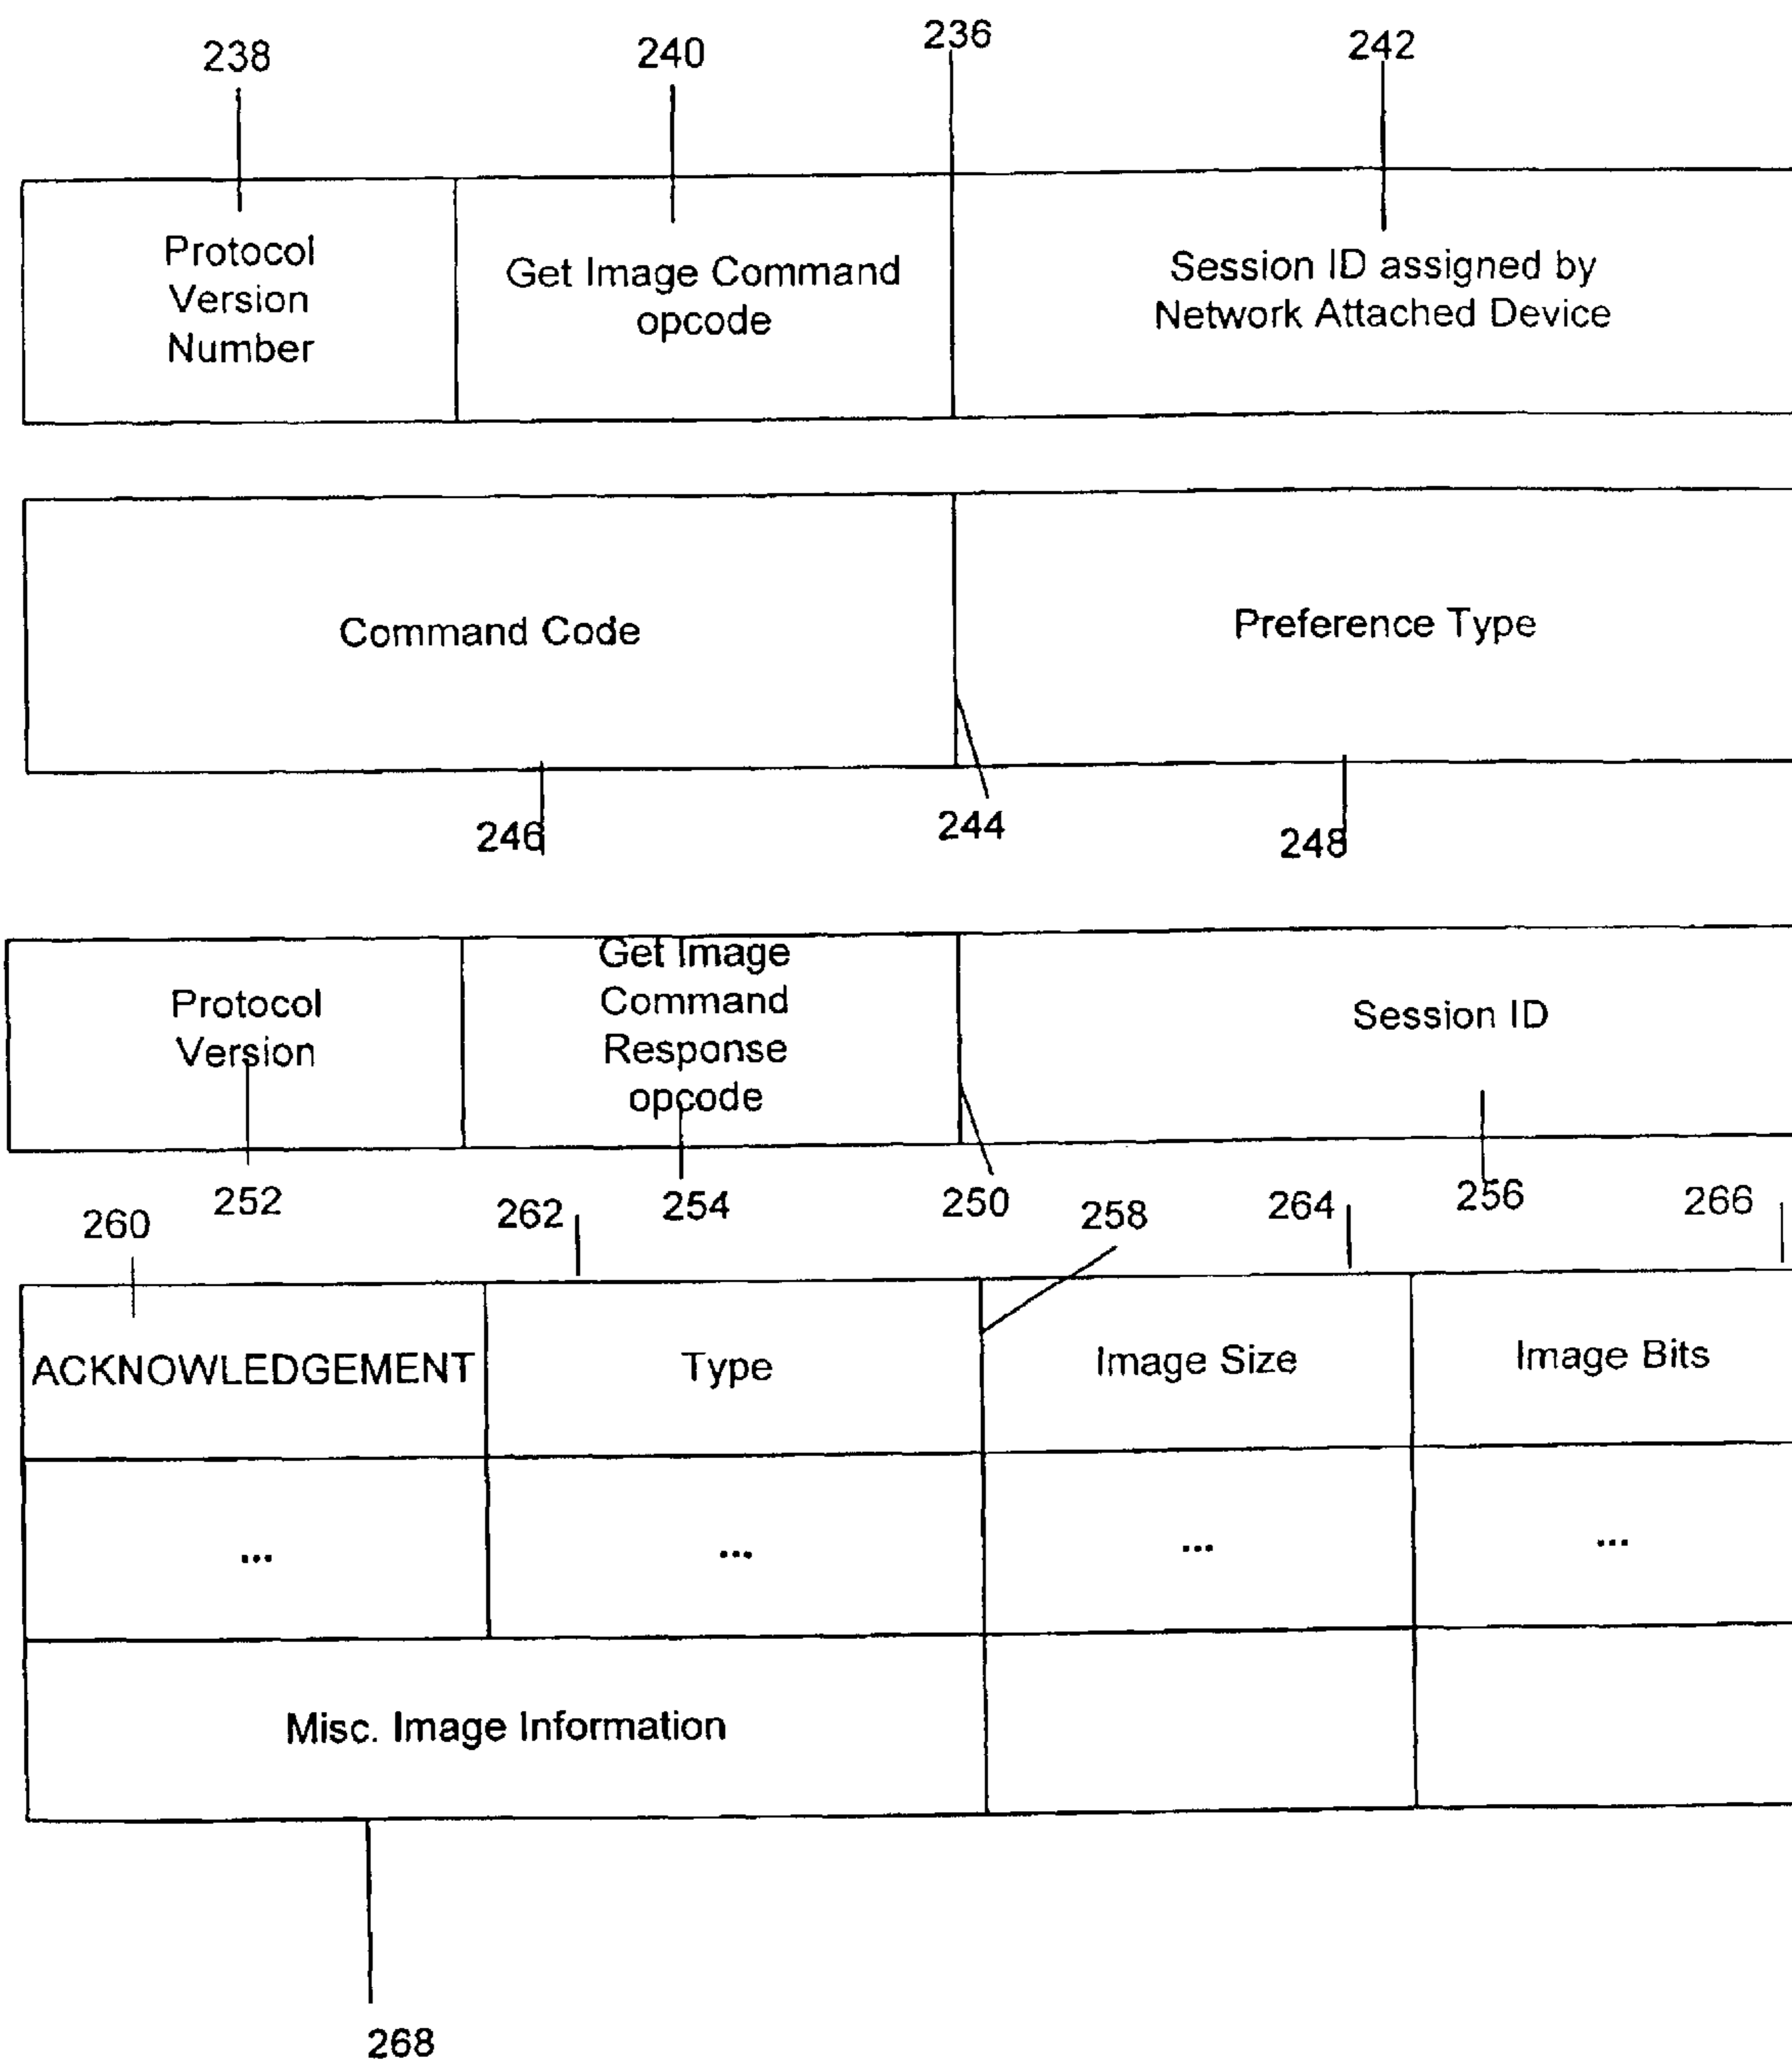 238 240 236 242
Protocol
Version
Number
Get Image Command
opcode
Session ID assigned by
Network Attached Device
Command Code
Preference Type
246 244 248
Protocol
Version
Get Image
Command
Response
opcode
Session ID
252 254 250 256
260 262 258 264 266
ACKNOWLEDGEMENT
Type
Image Size
Image Bits
... ... ... ...
Misc. Image Information
268